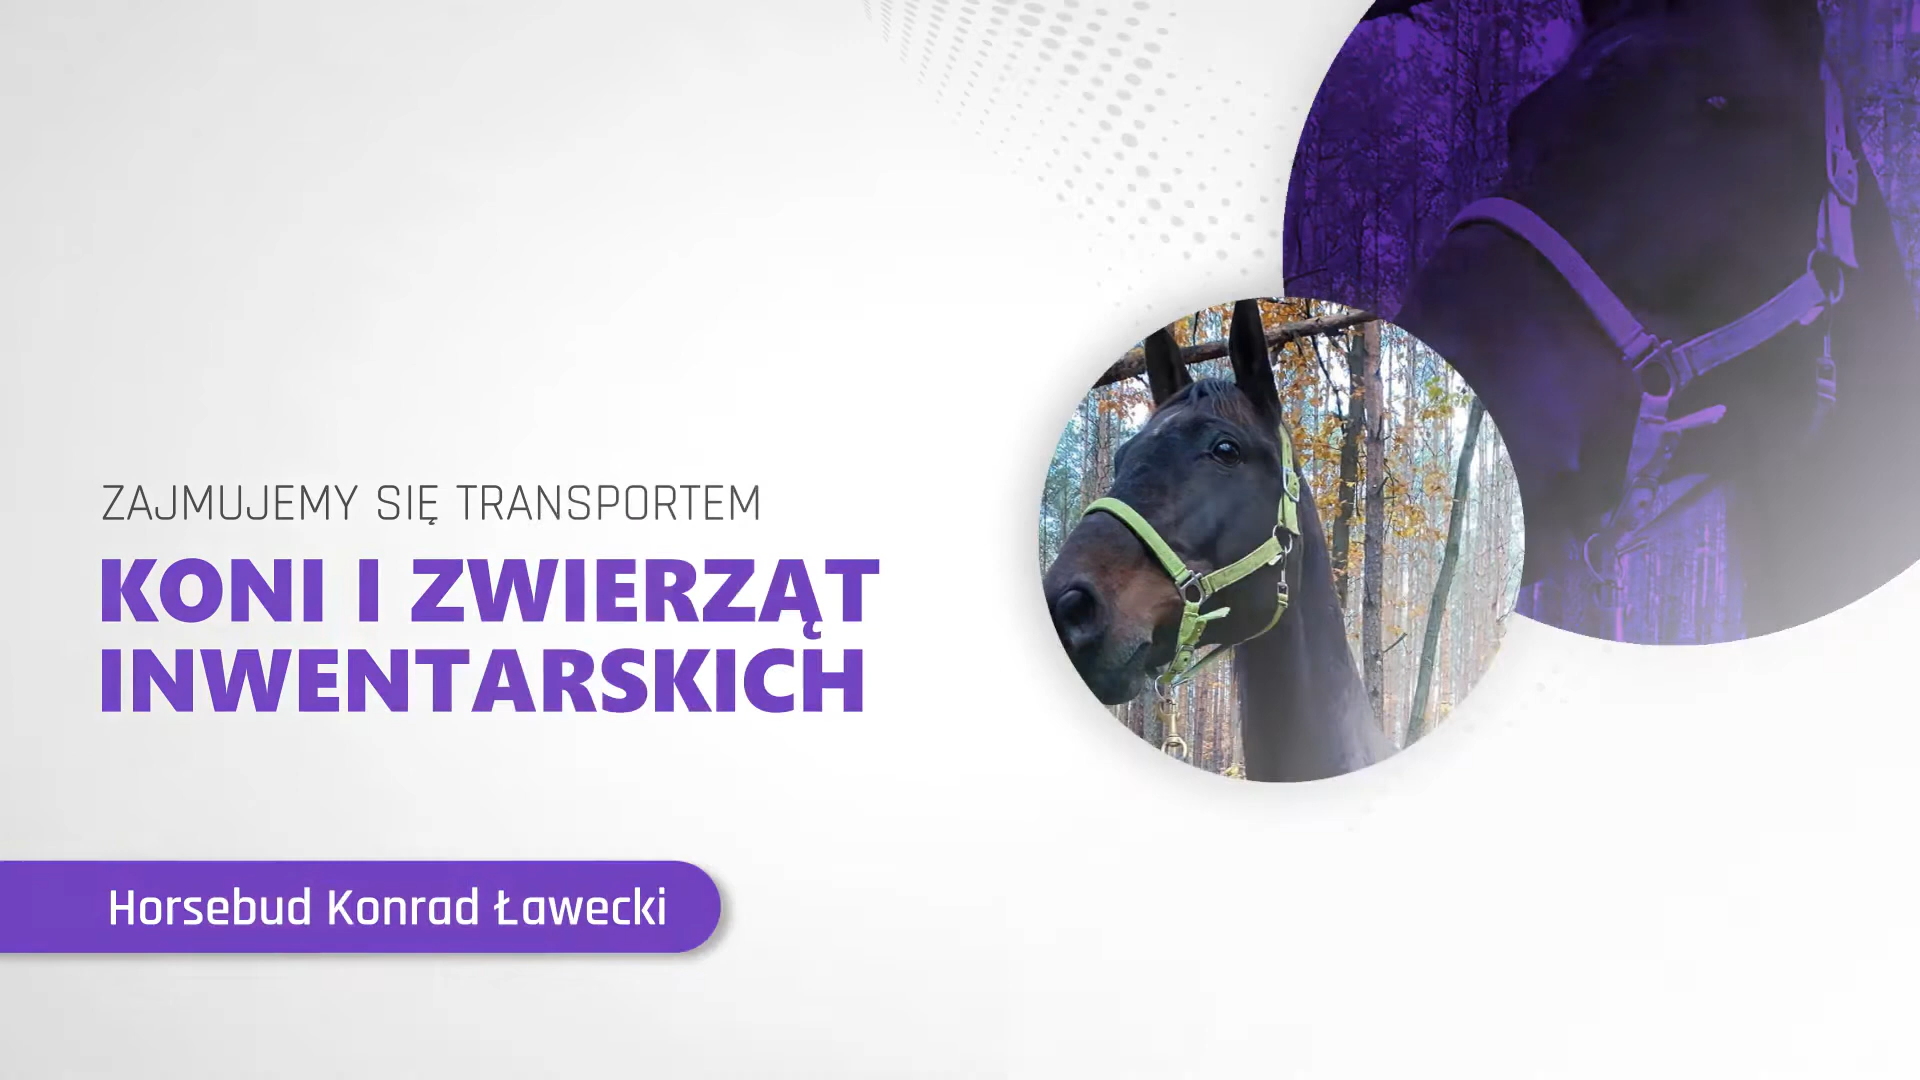 ZAJMUJEMY SIĘ TRANSPORTEM
KONI I ZWIERZĄT
INWENTARSKICH
Horsebud Konrad Ławecki